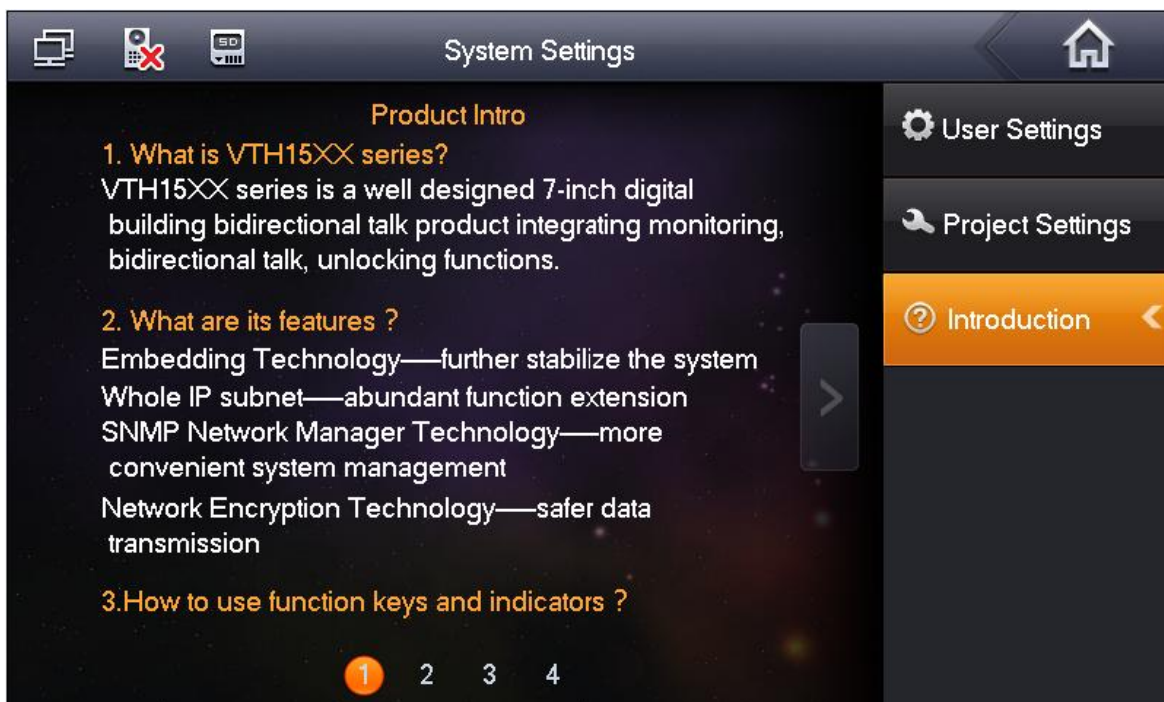 SD
System Settings
Product Intro
1. What is VTH15XX series?
VTH15XX series is a well designed 7-inch digital
building bidirectional talk product integrating monitoring,
bidirectional talk, unlocking functions.
2. What are its features ?
Embedding Technology——further stabilize the system
Whole IP subnet——abundant function extension
SNMP Network Manager Technology——more
convenient system management
Network Encryption Technology——safer data
transmission
3.How to use function keys and indicators ?
1 2 3 4
User Settings
Project Settings
Introduction